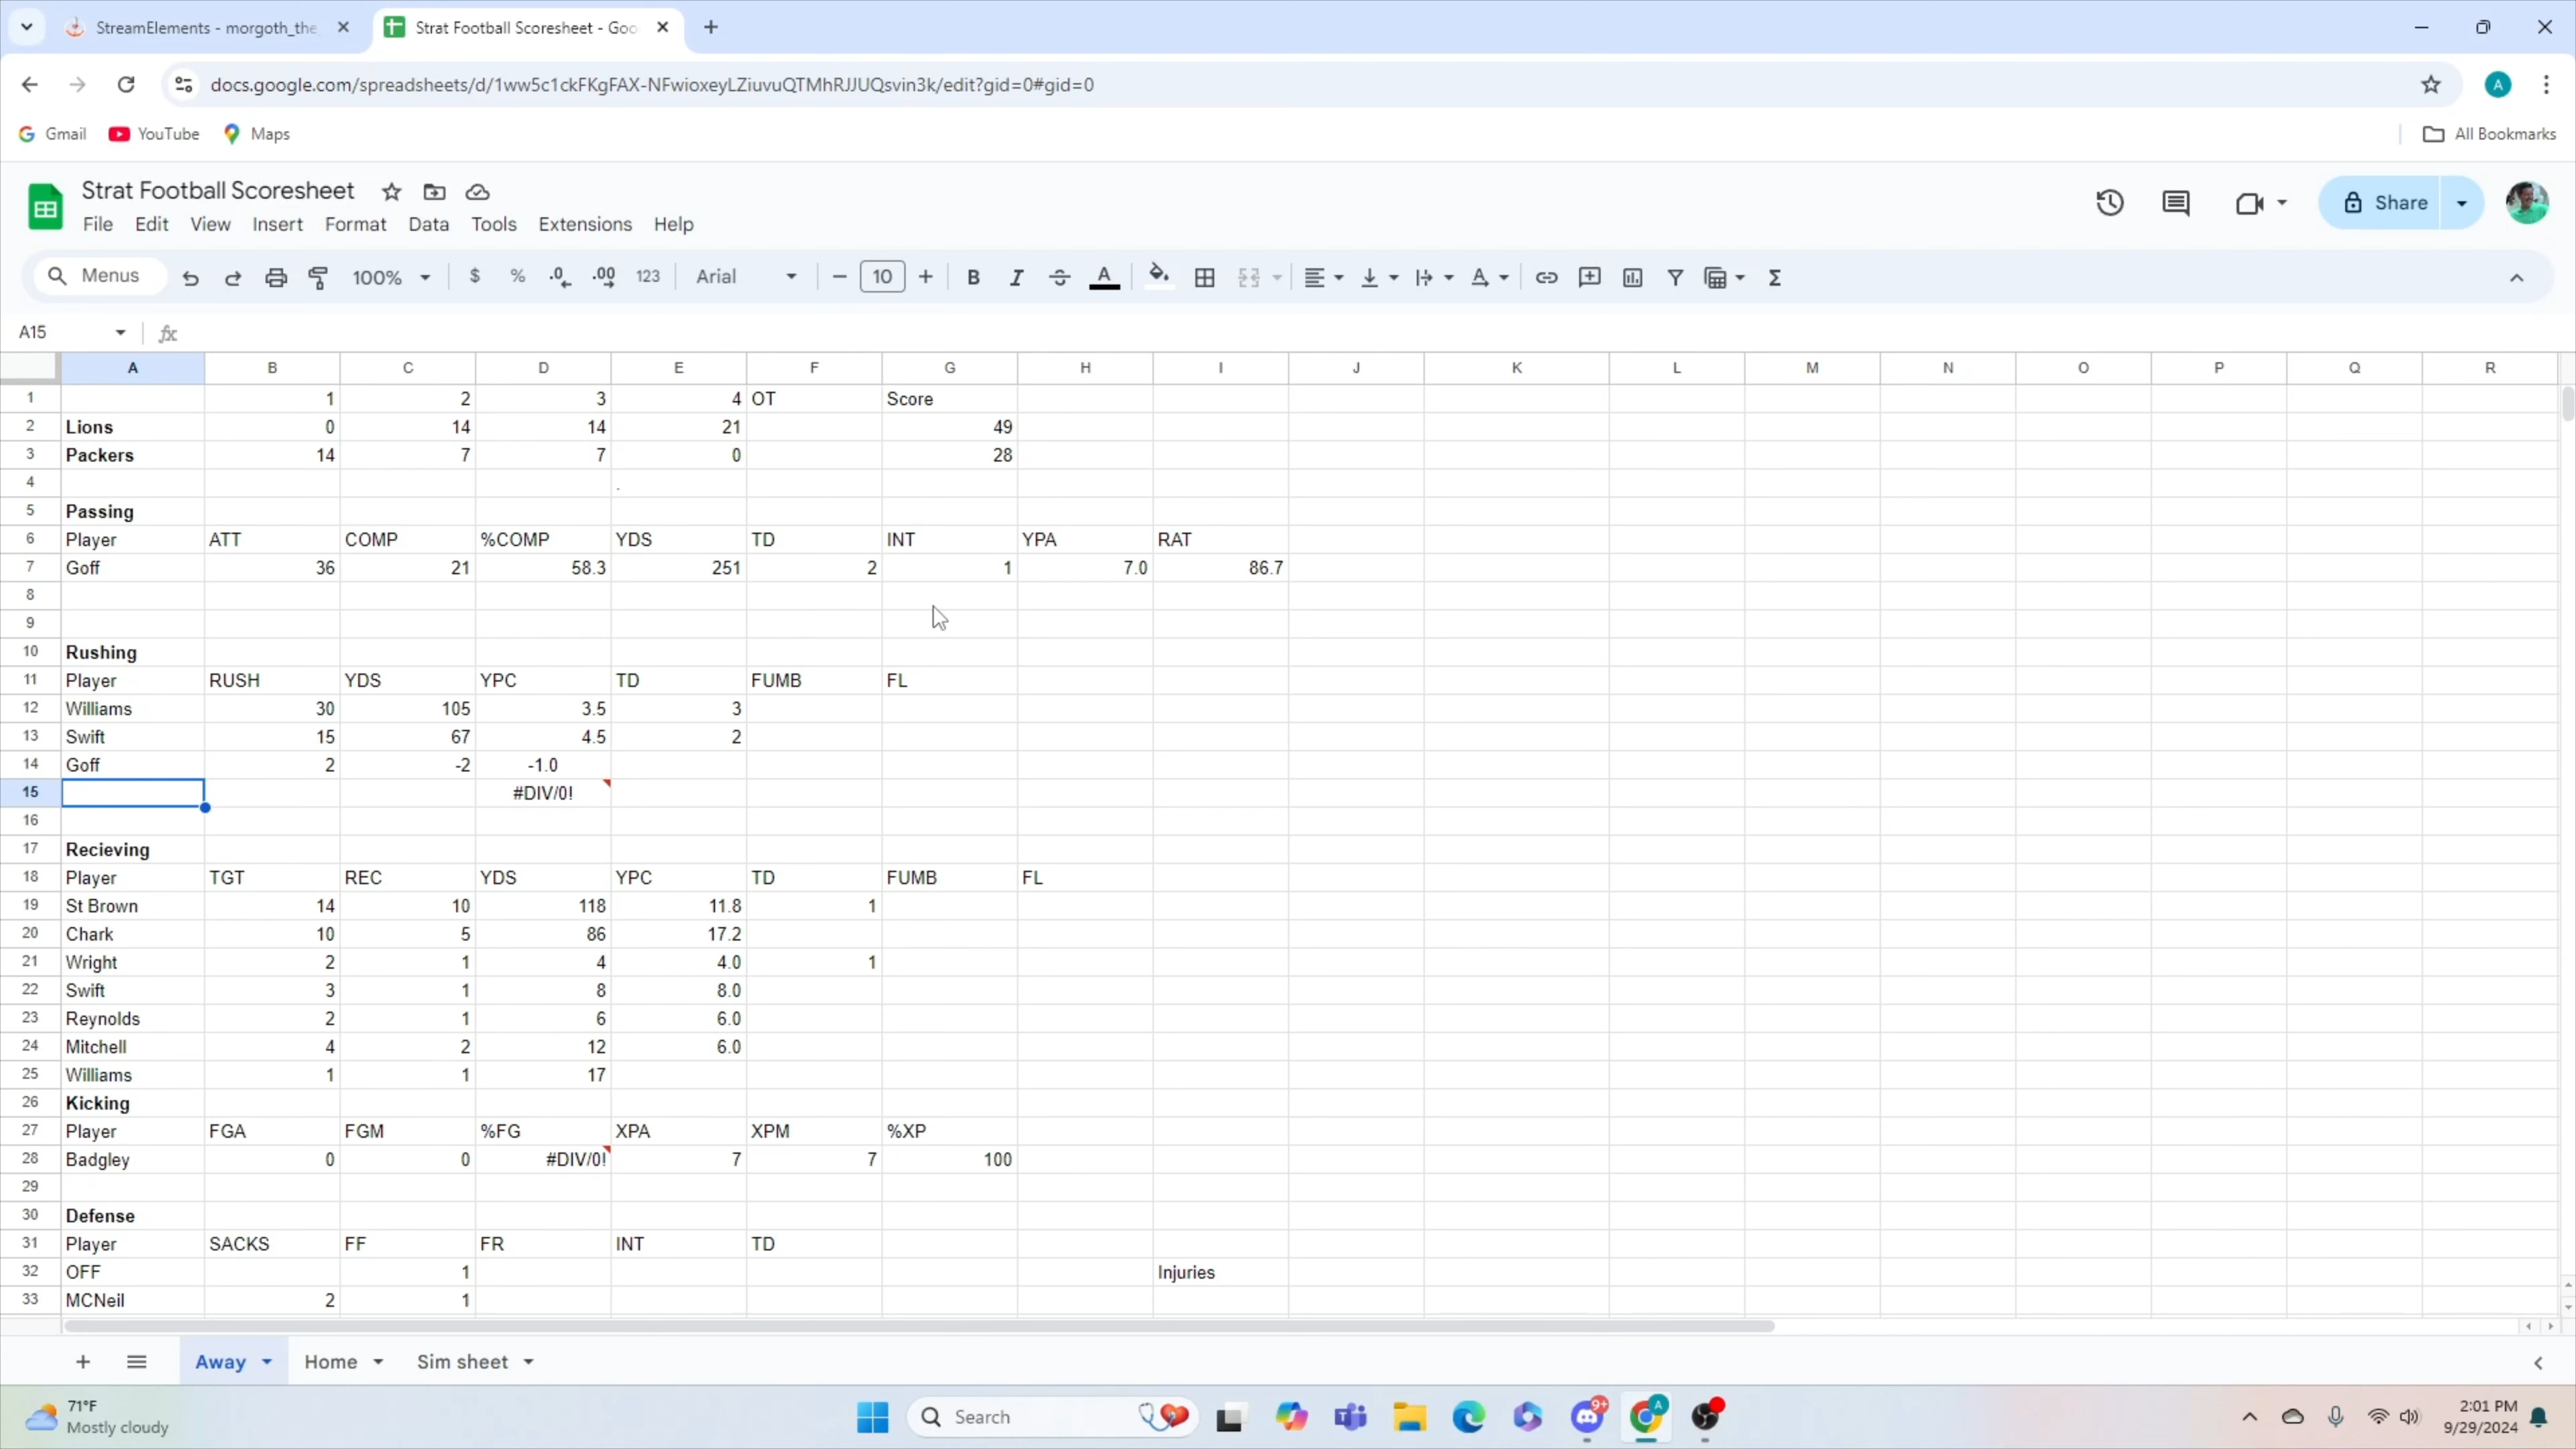 StreamElements - morgoth_the
Strat Football Scoresheet - Goo
docs.google.com/spreadsheets/d/1ww5c1ckFKgFAX-NFwioxeyLZiuvuQTMhRJJUQsvin3k/edit?gid=0#gid=0
A
Gmail YouTube Maps All Bookmarks
Strat Football Scoresheet
Share
File Edit View Insert Format Data Tools Extensions Help
Menus 100% $ % .0 .00 123 Arial 10 B I A
A15 fx
A B C D E F G H I J K L M N O P Q R
1 1 2 3 4 OT Score
2 Lions 0 14 14 21 49
3 Packers 14 7 7 0 28
4 .
5 Passing
6 Player ATT COMP %COMP YDS TD INT YPA RAT
7 Goff 36 21 58.3 251 2 1 7.0 86.7
8
9
10 Rushing
11 Player RUSH YDS YPC TD FUMB FL
12 Williams 30 105 3.5 3
13 Swift 15 67 4.5 2
14 Goff 2 -2 -1.0
15 #DIV/0!
16
17 Recieving
18 Player TGT REC YDS YPC TD FUMB FL
19 St Brown 14 10 118 11.8 1
20 Chark 10 5 86 17.2
21 Wright 2 1 4 4.0 1
22 Swift 3 1 8 8.0
23 Reynolds 2 1 6 6.0
24 Mitchell 4 2 12 6.0
25 Williams 1 1 17
26 Kicking
27 Player FGA FGM %FG XPA XPM %XP
28 Badgley 0 0 #DIV/0! 7 7 100
29
30 Defense
31 Player SACKS FF FR INT TD
32 OFF 1 Injuries
33 MCNeil 2 1
Away Home Sim sheet
71°F
Mostly cloudy
Search
9+
A
2:01 PM
9/29/2024